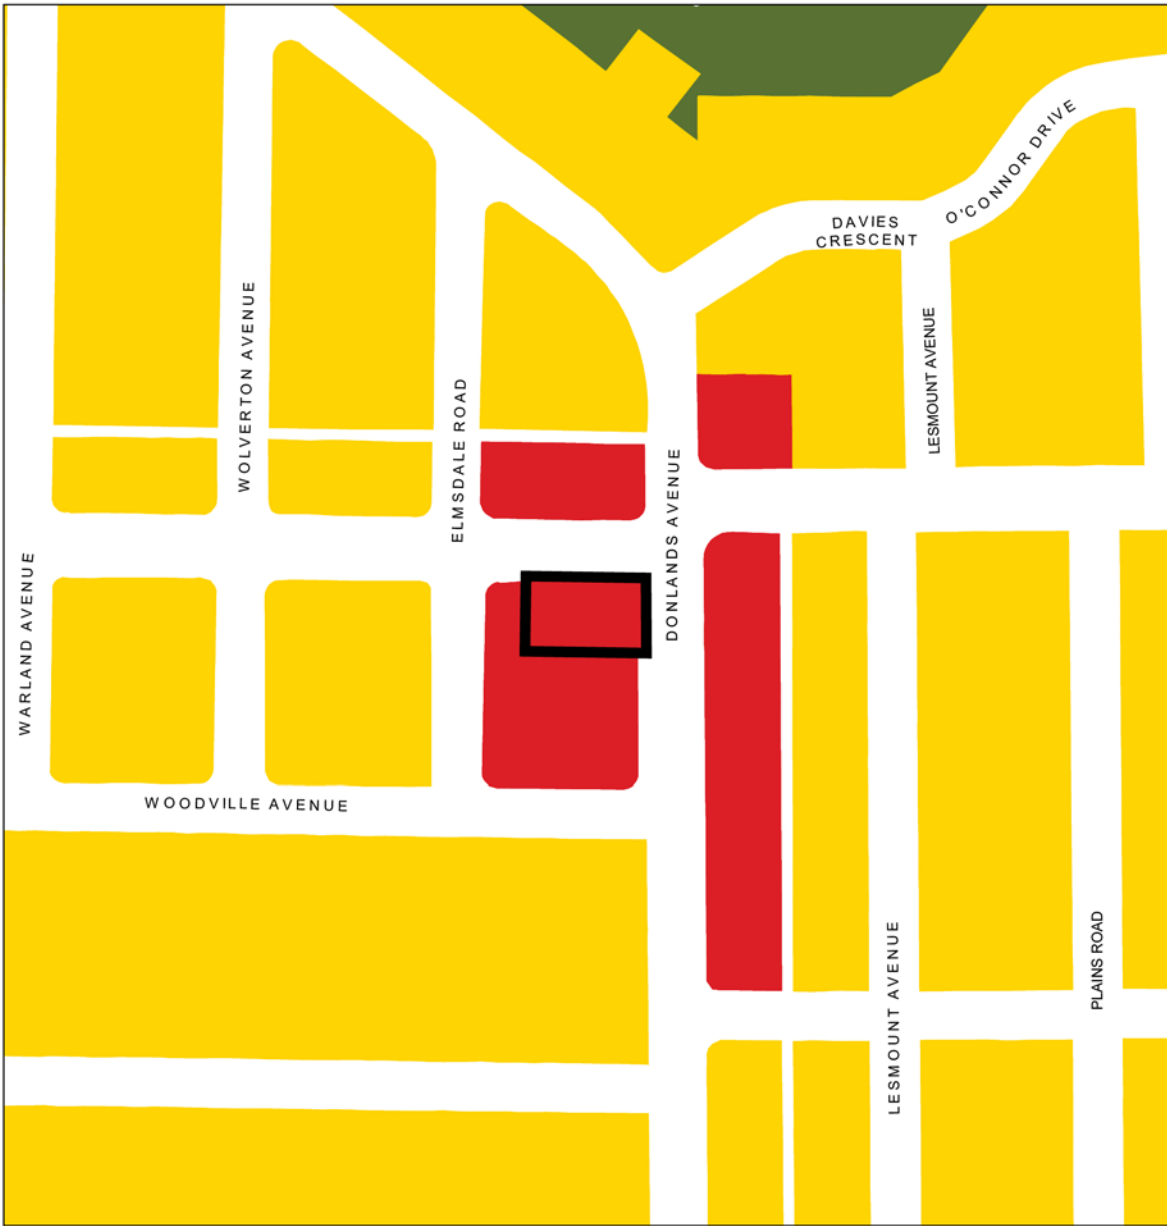 O'CONNOR DRIVE
DAVIES
CRESCENT
WOLVERTON AVENUE
LESMOUNT AVENUE
ELMSDALE ROAD
DONLANDS AVENUE
WARLAND AVENUE
WOODVILLE AVENUE
LESMOUNT AVENUE
PLAINS ROAD